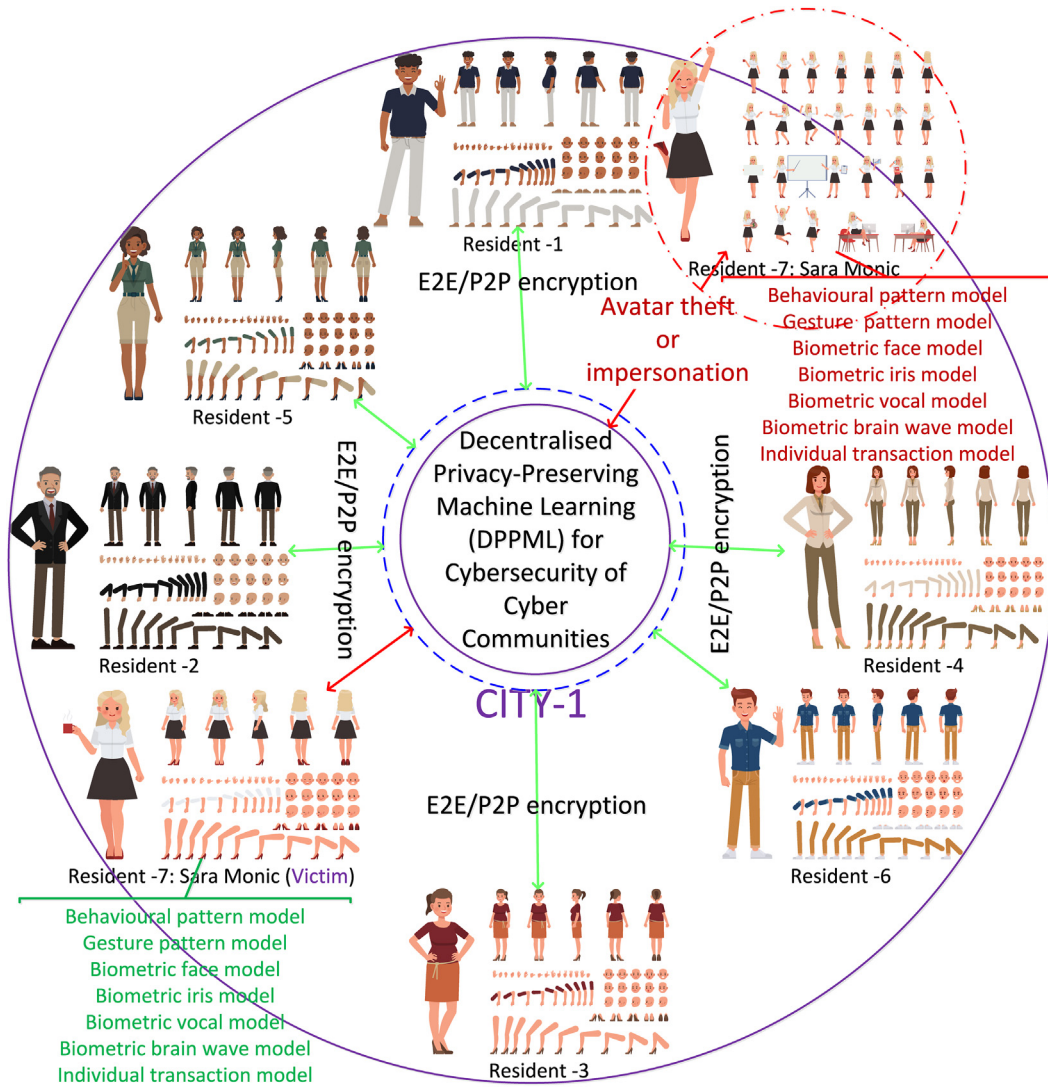 Resident -1
E2E/P2P encryption
Resident -7: Sara Monic
Avatar theft
or
impersonation
Behavioural pattern model
Gesture pattern model
Biometric face model
Biometric iris model
Biometric vocal model
Biometric brain wave model
Individual transaction model
Resident -5
E2E/P2P encryption
Decentralised
Privacy-Preserving
Machine Learning
(DPPML) for
Cybersecurity of
Cyber
Communities
E2E/P2P encryption
Resident -2
Resident -4
CITY-1
E2E/P2P encryption
Resident -7: Sara Monic (Victim)
Resident -6
Behavioural pattern model
Gesture pattern model
Biometric face model
Biometric iris model
Biometric vocal model
Biometric brain wave model
Individual transaction model
Resident -3